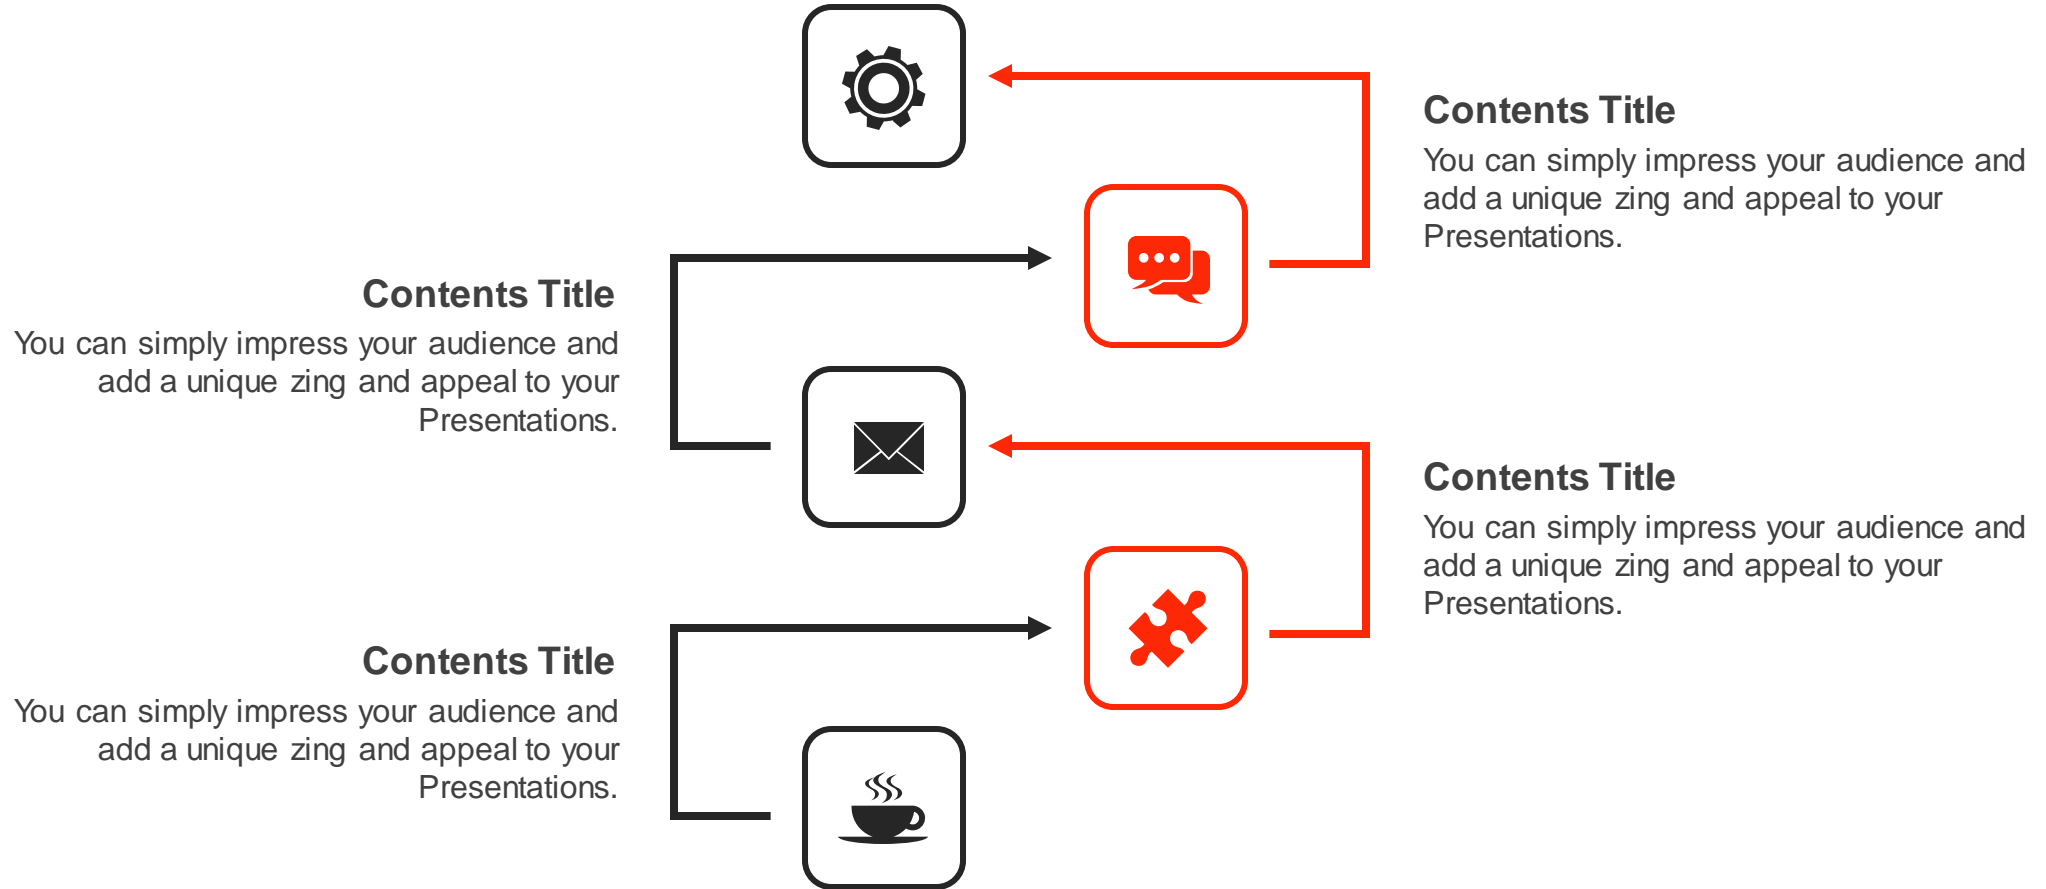 Contents Title
You can simply impress your audience and
add a unique zing and appeal to your
Presentations.
Contents Title
You can simply impress your audience and
add a unique zing and appeal to your
Presentations.
Contents Title
You can simply impress your audience and
add a unique zing and appeal to your
Presentations.
Contents Title
You can simply impress your audience and
add a unique zing and appeal to your
Presentations.